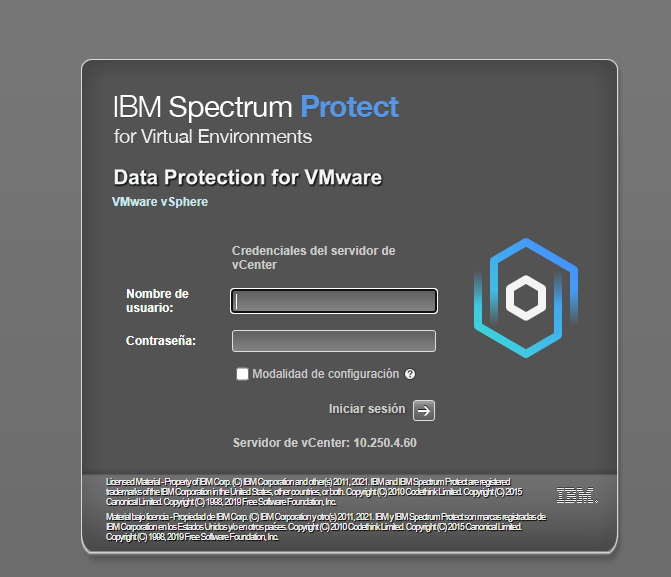 IBM Spectrum Protect
for Virtual Environments
Data Protection for VMware
VMware vSphere
Credenciales del servidor de
vCenter
Nombre de
usuario:
Contraseña:
Modalidad de configuración ?
Iniciar sesión
Servidor de vCenter: 10.250.4.60
Licensed Material - Property of IBM Corp. (C) IBM Corporation and other(s) 2011, 2021. IBM and IBM Spectrum Protect are registered
trademarks of the IBM Corporation in the United States, other countries, or both. Copyright (C) 2010 Codethink Limited. Copyright (C) 2015
Canonical Limited. Copyright (C) 1998, 2019 Free Software Foundation, Inc.
IBM.
Material bajo licencia - Propiedad de IBM Corp. (C) IBM Corporation y otro(s) 2011, 2021. IBM y IBM Spectrum Protect son marcas registradas de
IBM Corporation en los Estados Unidos y/o en otros países. Copyright (C) 2010 Codethink Limited. Copyright (C) 2015 Canonical Limited.
Copyright (C) 1998, 2019 Free Software Foundation, Inc.